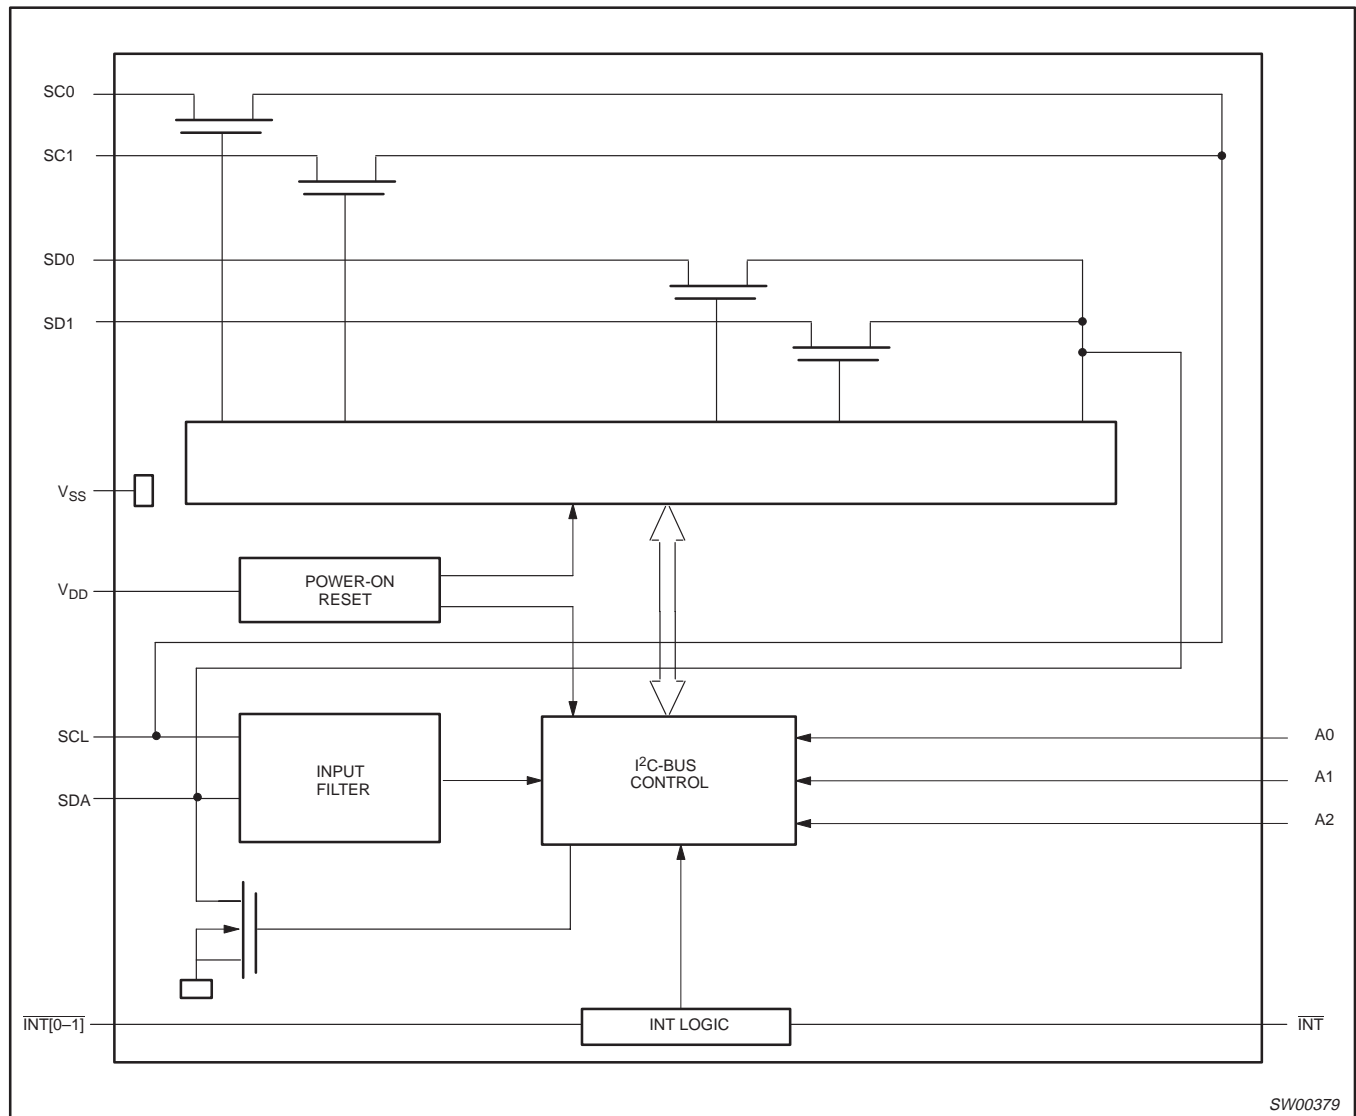 SC0
SC1
SD0
SD1
VSS
VDD
POWER-ON
RESET
SCL
SDA
INPUT
FILTER
I2C-BUS
CONTROL
A0
A1
A2
INT[0–1]
INT LOGIC
INT
SW00379